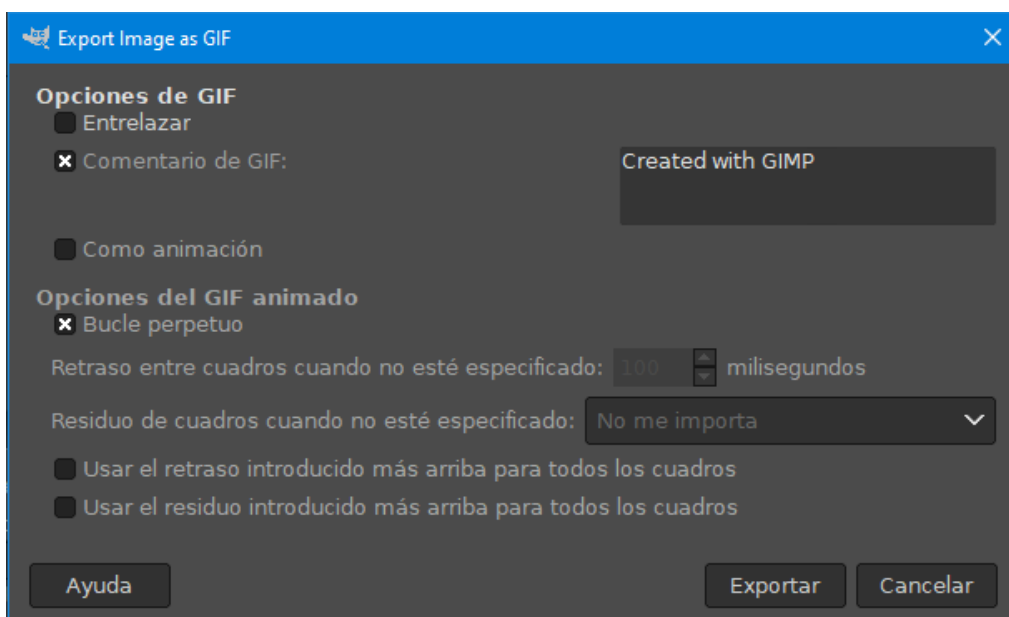 Export Image as GIF
Opciones de GIF
Entrelazar
Comentario de GIF:
Created with GIMP
Como animación
Opciones del GIF animado
Bucle perpetuo
Retraso entre cuadros cuando no esté especificado: 100 milisegundos
Residuo de cuadros cuando no esté especificado: No me importa
Usar el retraso introducido más arriba para todos los cuadros
Usar el residuo introducido más arriba para todos los cuadros
Ayuda
Exportar
Cancelar